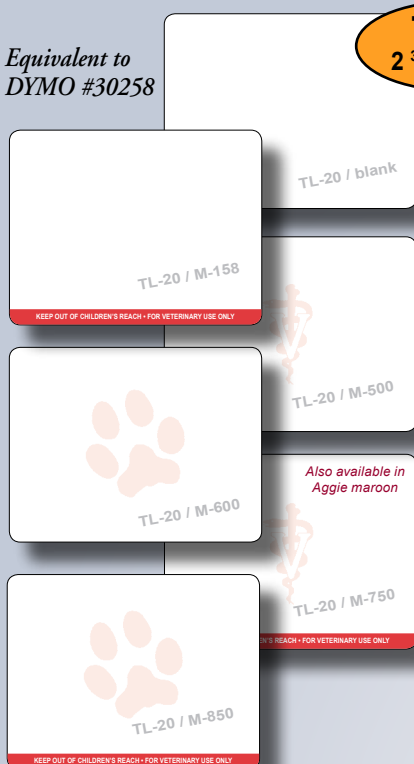 Equivalent to
DYMO #30258
2
TL-20 / blank
TL-20 / M-158
KEEP OUT OF CHILDREN'S REACH • FOR VETERINARY USE ONLY
V
TL-20 / M-500
TL-20 / M-600
Also available in
Aggie maroon
V
TL-20 / M-750
REACH • FOR VETERINARY USE ONLY
TL-20 / M-850
KEEP OUT OF CHILDREN'S REACH • FOR VETERINARY USE ONLY